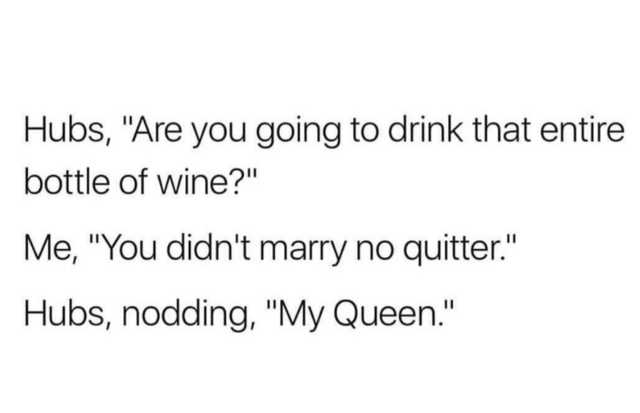 Hubs, "Are you going to drink that entire
bottle of wine?"
Me, "You didn't marry no quitter."
Hubs, nodding, "My Queen."